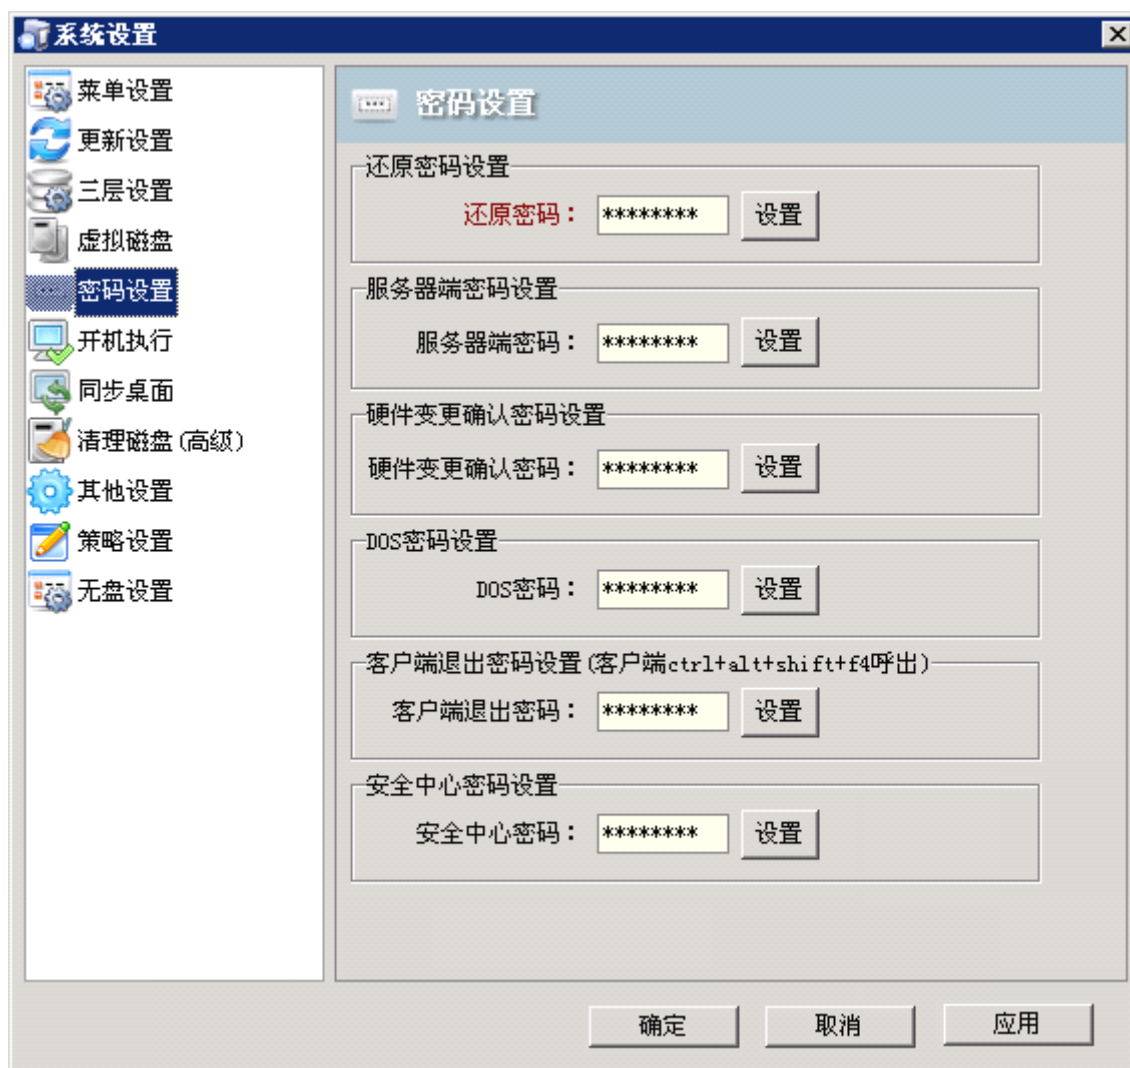 系统设置
菜单设置
更新设置
三层设置
虚拟磁盘
密码设置
开机执行
同步桌面
清理磁盘(高级)
其他设置
策略设置
无盘设置
密码设置
还原密码设置
还原密码： ******** 设置
服务器端密码设置
服务器端密码： ******** 设置
硬件变更确认密码设置
硬件变更确认密码： ******** 设置
DOS密码设置
DOS密码： ******** 设置
客户端退出密码设置(客户端ctrl+alt+shift+f4呼出)
客户端退出密码： ******** 设置
安全中心密码设置
安全中心密码： ******** 设置
确定 取消 应用